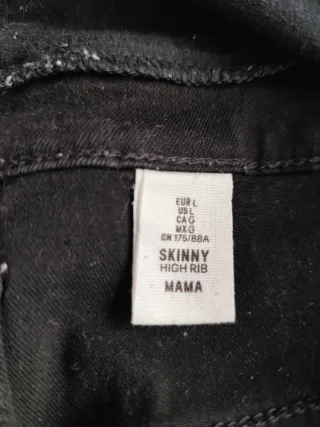 EUR L
US L
CA G
MX G
CN 175/88A
SKINNY
HIGH RIB
MAMA